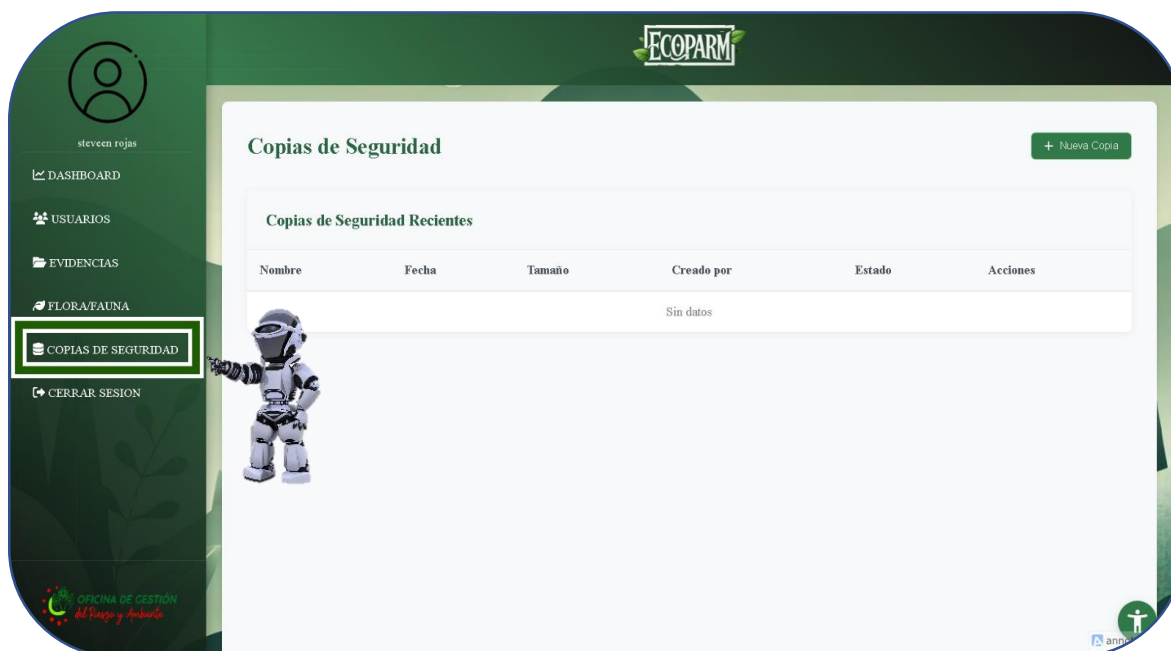 ECOPARM
steveen rojas
DASHBOARD
USUARIOS
EVIDENCIAS
FLORA/FAUNA
COPIAS DE SEGURIDAD
CERRAR SESION
OFICINA DE GESTIÓN
del Riesgo y Ambiente
Copias de Seguridad
+ Nueva Copia
Copias de Seguridad Recientes
Nombre Fecha Tamaño Creado por Estado Acciones
Sin datos